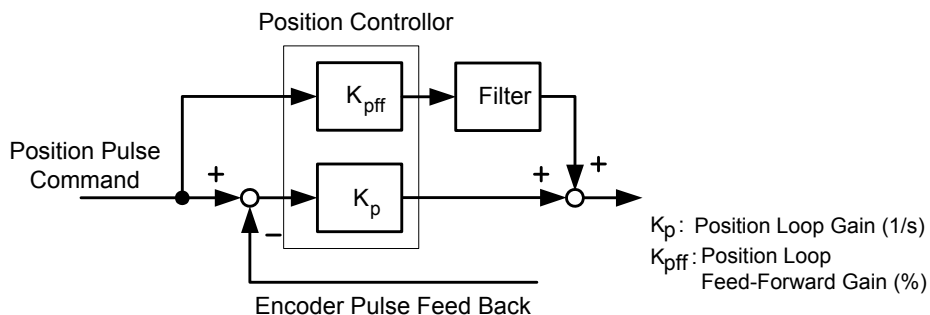 Position Controllor
Kpff
Filter
Position Pulse
Command
+
+
+
+
Kp
−
Kp: Position Loop Gain (1/s)
Kpff: Position Loop
Feed-Forward Gain (%)
Encoder Pulse Feed Back